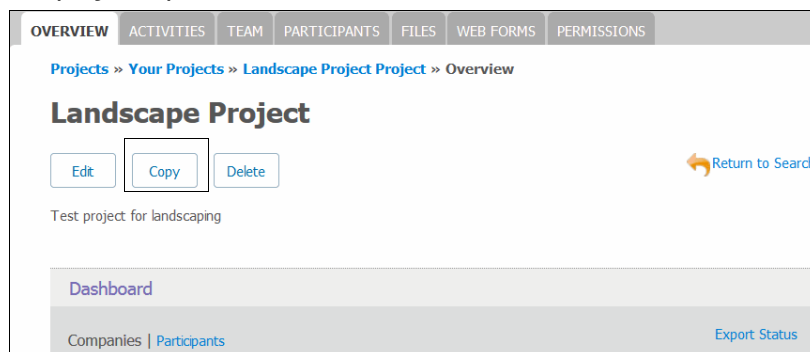 OVERVIEW ACTIVITIES TEAM PARTICIPANTS FILES WEB FORMS PERMISSIONS
Projects » Your Projects » Landscape Project Project » Overview
Landscape Project
Edit Copy Delete Return to Search
Test project for landscaping
Dashboard
Companies | Participants Export Status